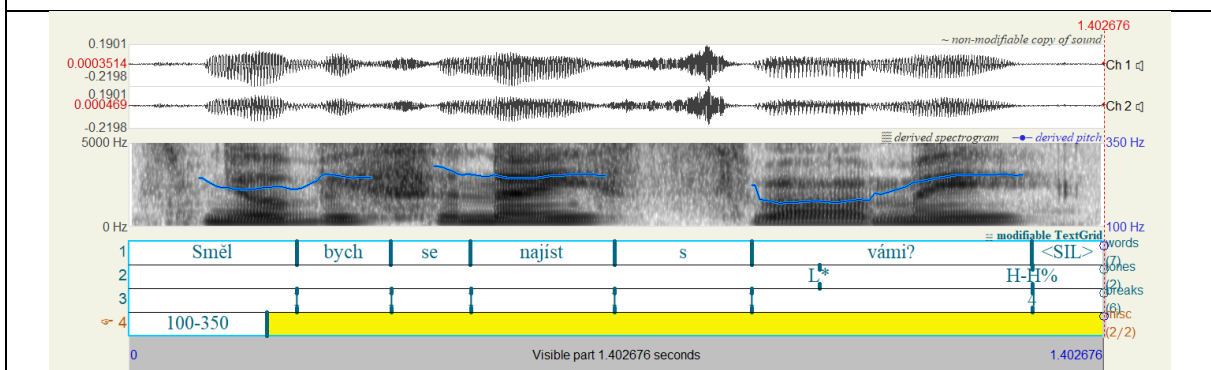 1.402676
~ non-modifiable copy of sound
0.1901
0.0003514
-0.2198
Ch 1
0.1901
0.000469
-0.2198
Ch 2
derived spectrogram derived pitch
5000 Hz 350 Hz
0 Hz 100 Hz
modifiable TextGrid
1 Směl bych se najíst s vámi? <SIL> words (7)
2 L* H-H% tones (2)
3 4 breaks (6)
4 100-350 misc (2/2)
0 Visible part 1.402676 seconds 1.402676